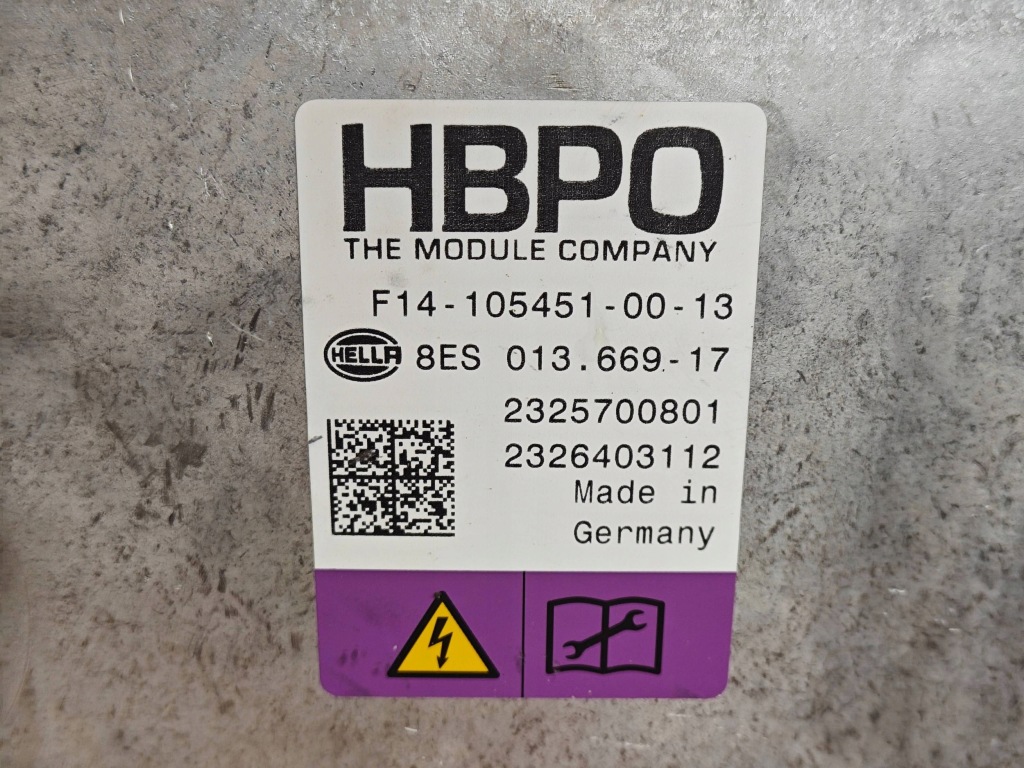 HBPO
THE MODULE COMPANY
F14-105451-00-13
HELLA 8ES 013.669-17
2325700801
2326403112
Made in
Germany